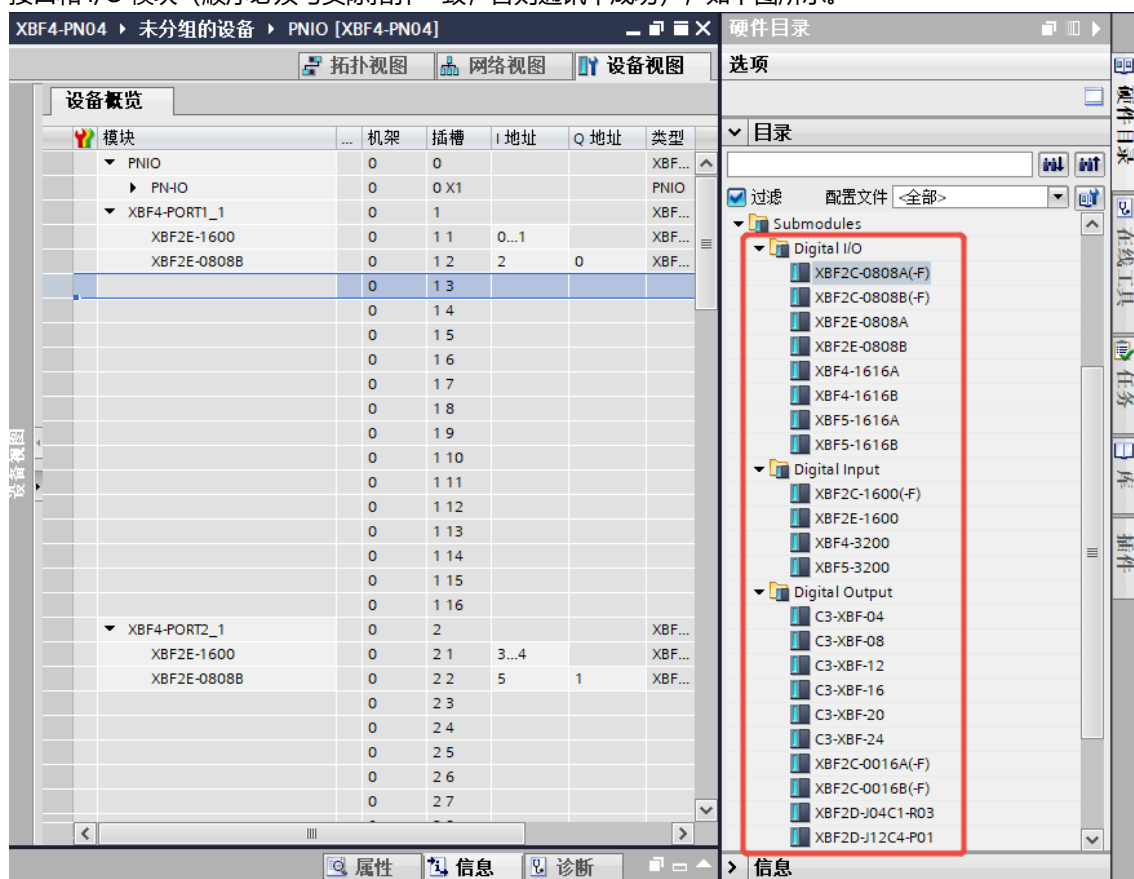 XBF4-PN04 ▸ 未分组的设备 ▸ PNIO [XBF4-PN04]
拓扑视图 网络视图 设备视图
设备概览
模块 ... 机架 插槽 I 地址 Q 地址 类型
PNIO 0 0 XBF...
PN-IO 0 0 X1 PNIO
XBF4-PORT1_1 0 1 XBF...
XBF2E-1600 0 1 1 0...1 XBF...
XBF2E-0808B 0 1 2 2 0 XBF...
0 1 3
0 1 4
0 1 5
0 1 6
0 1 7
0 1 8
0 1 9
0 1 10
0 1 11
0 1 12
0 1 13
0 1 14
0 1 15
0 1 16
XBF4-PORT2_1 0 2 XBF...
XBF2E-1600 0 2 1 3...4 XBF...
XBF2E-0808B 0 2 2 5 1 XBF...
0 2 3
0 2 4
0 2 5
0 2 6
0 2 7
设备视图
属性 信息 诊断
硬件目录
选项
目录
过滤 配置文件 <全部>
Submodules
Digital I/O
XBF2C-0808A(-F)
XBF2C-0808B(-F)
XBF2E-0808A
XBF2E-0808B
XBF4-1616A
XBF4-1616B
XBF5-1616A
XBF5-1616B
Digital Input
XBF2C-1600(-F)
XBF2E-1600
XBF4-3200
XBF5-3200
Digital Output
C3-XBF-04
C3-XBF-08
C3-XBF-12
C3-XBF-16
C3-XBF-20
C3-XBF-24
XBF2C-0016A(-F)
XBF2C-0016B(-F)
XBF2D-J04C1-R03
XBF2D-J12C4-P01
信息
硬件目录
在线工具
任务
库
插件